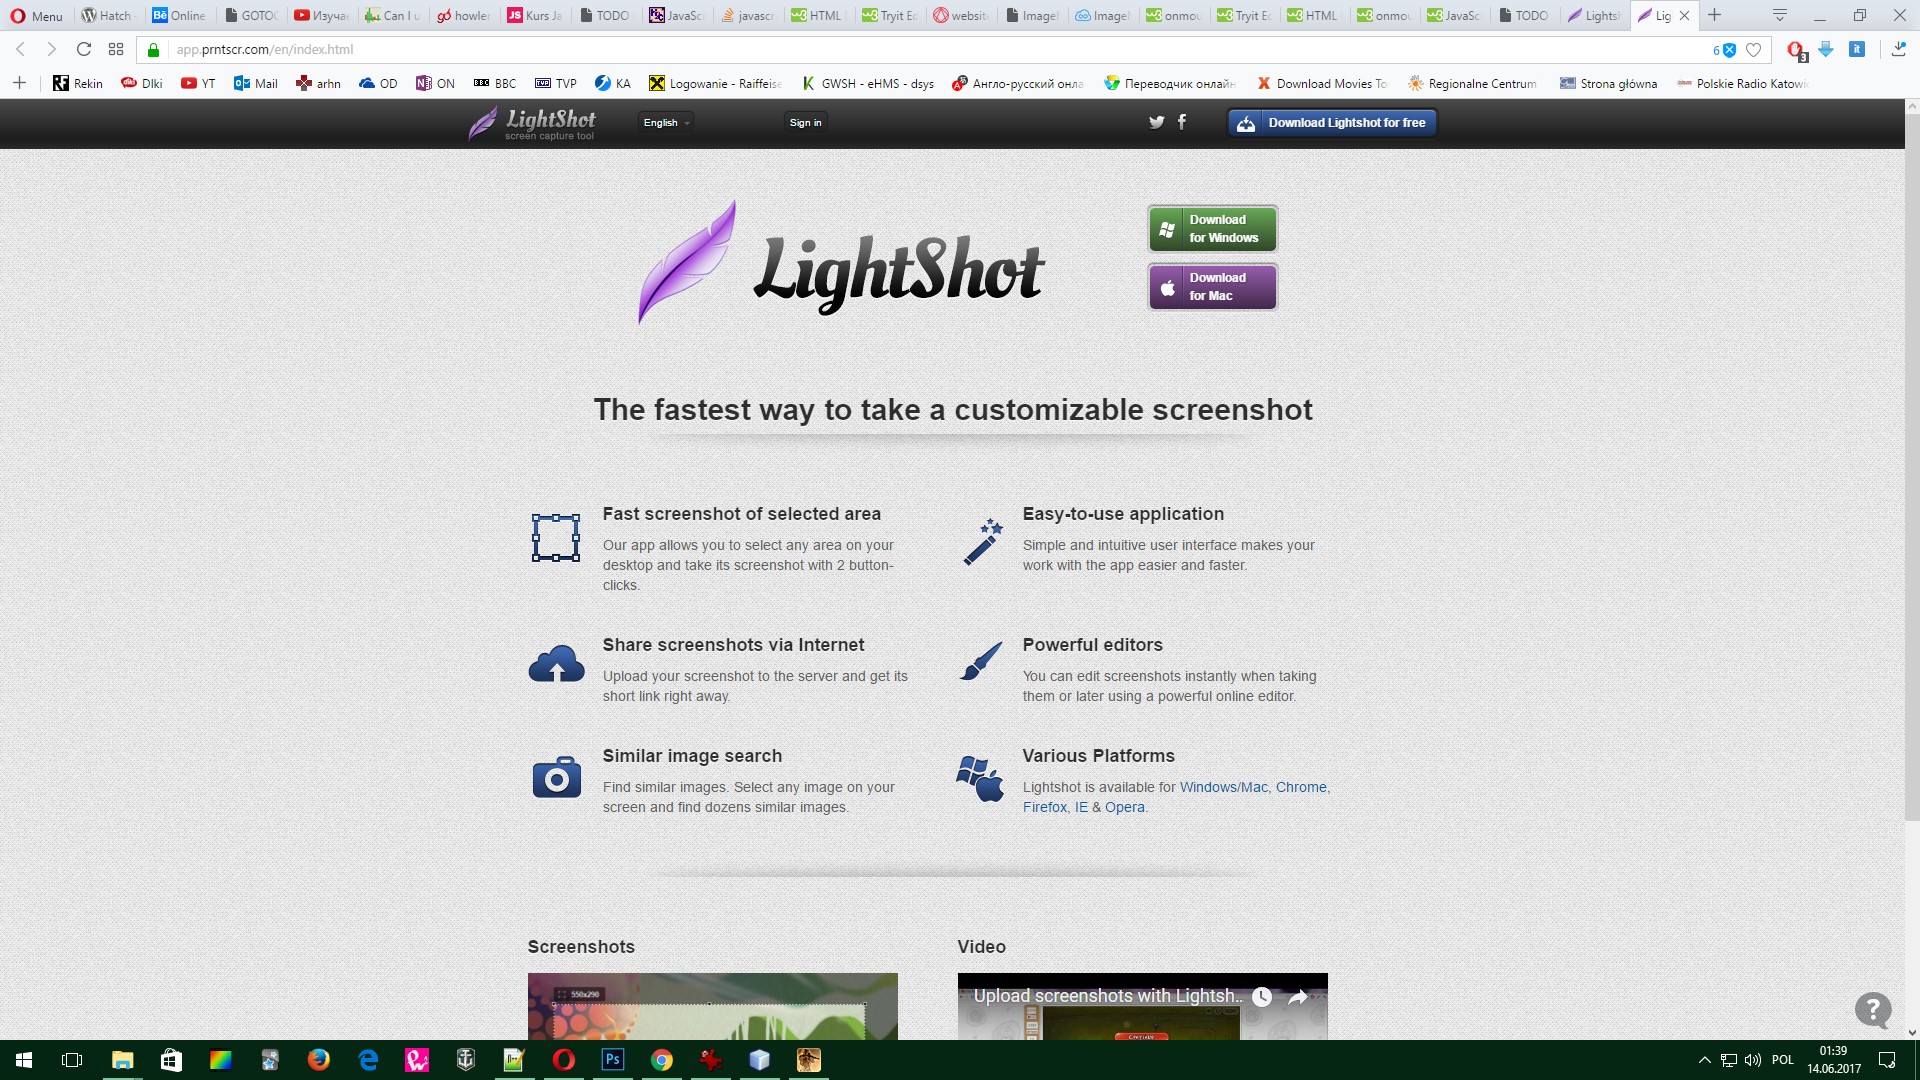 Menu
Hatch
Online
GOTO
Изуча
Can I u
howler
Kurs Ja
TODO
JavaSc
javascr
HTML
Tryit Ed
websit
Image
Image
onmou
Tryit Ed
HTML
onmou
JavaSc
TODO
Lights
Lig
app.prntscr.com/en/index.html
6
3
Rekin
Dlki
YT
Mail
arhn
OD
ON
BBC
TVP
KA
Logowanie - Raiffeise
GWSH - eHMS - dsys
Англо-русский онла
Переводчик онлайн
Download Movies To
Regionalne Centrum
Strona główna
Polskie Radio Katowi
LightShot
screen capture tool
English
Sign in
Download Lightshot for free
LightShot
Download
for Windows
Download
for Mac
The fastest way to take a customizable screenshot
Fast screenshot of selected area
Our app allows you to select any area on your
desktop and take its screenshot with 2 button-
clicks.
Easy-to-use application
Simple and intuitive user interface makes your
work with the app easier and faster.
Share screenshots via Internet
Upload your screenshot to the server and get its
short link right away.
Powerful editors
You can edit screenshots instantly when taking
them or later using a powerful online editor.
Similar image search
Find similar images. Select any image on your
screen and find dozens similar images.
Various Platforms
Lightshot is available for Windows/Mac, Chrome,
Firefox, IE & Opera.
Screenshots
Video
550x290
Upload screenshots with Lightsh...
?
POL
01:39
14.06.2017